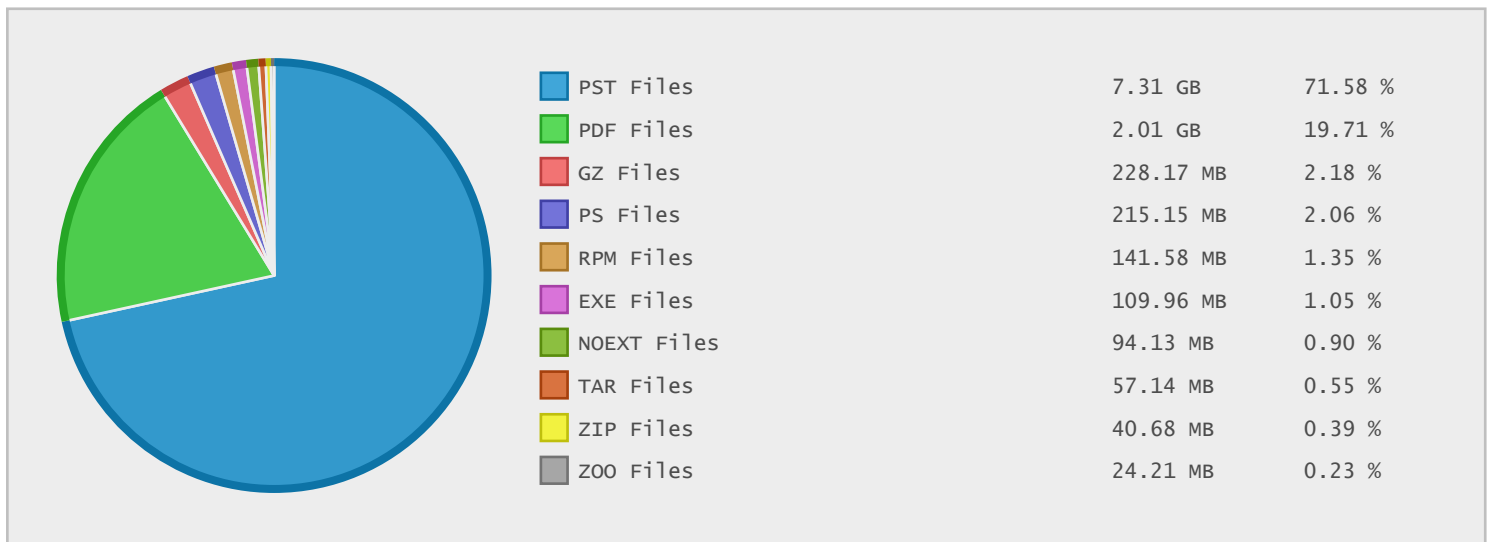 PST Files 7.31 GB 71.58 %
PDF Files 2.01 GB 19.71 %
GZ Files 228.17 MB 2.18 %
PS Files 215.15 MB 2.06 %
RPM Files 141.58 MB 1.35 %
EXE Files 109.96 MB 1.05 %
NOEXT Files 94.13 MB 0.90 %
TAR Files 57.14 MB 0.55 %
ZIP Files 40.68 MB 0.39 %
ZOO Files 24.21 MB 0.23 %